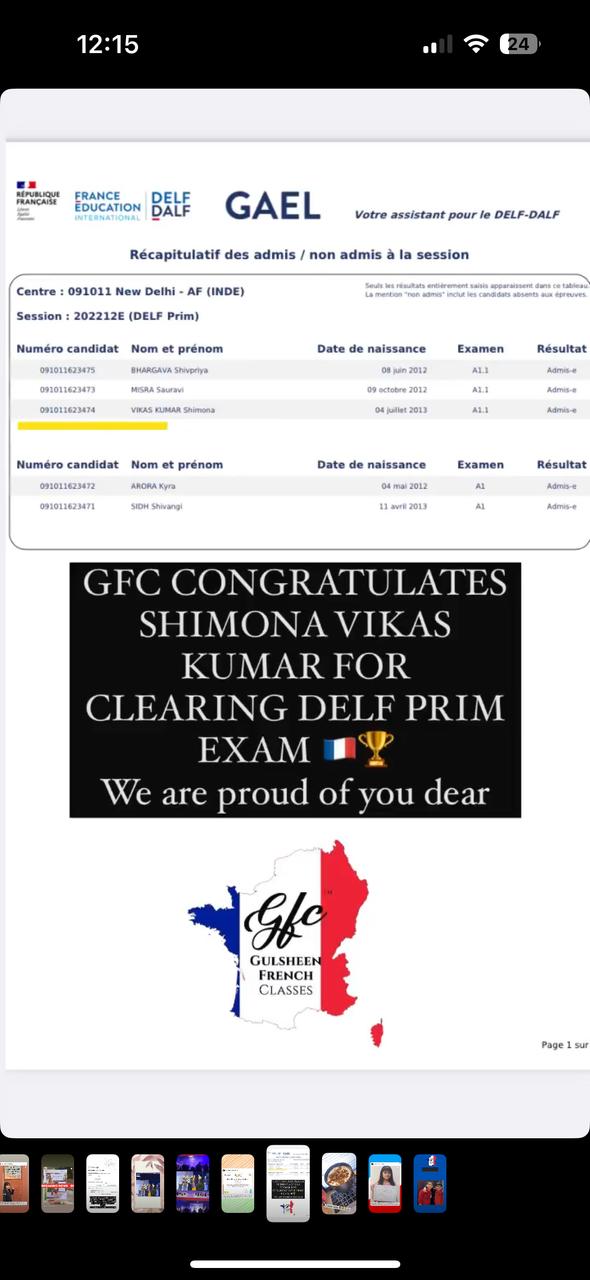 12:15
24
RÉPUBLIQUE
FRANÇAISE
Liberté
Égalité
Fraternité
FRANCE
ÉDUCATION
INTERNATIONAL
DELF
DALF
GAEL
Votre assistant pour le DELF-DALF
Récapitulatif des admis / non admis à la session
Centre : 091011 New Delhi - AF (INDE)
Seuls les résultats entièrement saisis apparaissent dans ce tableau.
La mention "non admis" inclut les candidats absents aux épreuves.
Session : 202212E (DELF Prim)
Numéro candidat Nom et prénom Date de naissance Examen Résultat
091011623475 BHARGAVA Shivpriya 08 juin 2012 A1.1 Admis-e
091011623473 MISRA Sauravi 09 octobre 2012 A1.1 Admis-e
091011623474 VIKAS KUMAR Shimona 04 juillet 2013 A1.1 Admis-e
Numéro candidat Nom et prénom Date de naissance Examen Résultat
091011623472 ARORA Kyra 04 mai 2012 A1 Admis-e
091011623471 SIDH Shivangi 11 avril 2013 A1 Admis-e
GFC CONGRATULATES
SHIMONA VIKAS
KUMAR FOR
CLEARING DELF PRIM
EXAM 🇫🇷🏆
We are proud of you dear
Gfc
TM
GULSHEEN
FRENCH
CLASSES
Page 1 sur